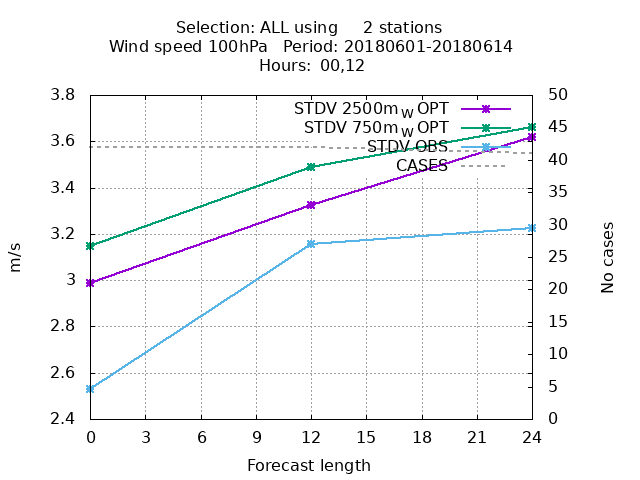 Selection: ALL using     2 stations
Wind speed 100hPa   Period: 20180601-20180614
Hours: 00,12
STDV 2500m W OPT
STDV 750m W OPT
STDV OBS
CASES
m/s
3.8
3.6
3.4
3.2
3
2.8
2.6
2.4
50
45
40
35
30
25
20
15
10
5
0
No cases
0 3 6 9 12 15 18 21 24
Forecast length